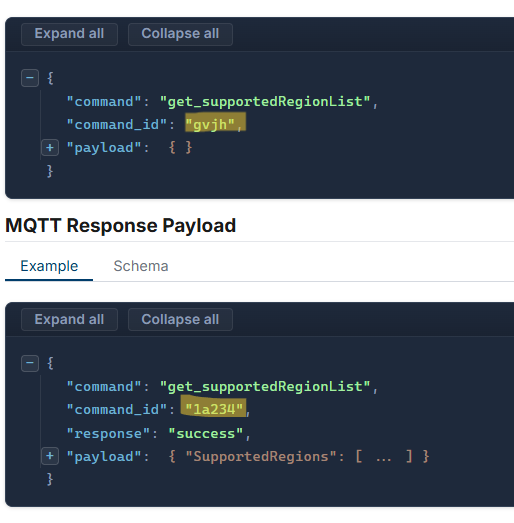 Expand all Collapse all
− {
"command": "get_supportedRegionList",
"command_id": "gvjh",
+ "payload": { }
}
MQTT Response Payload
Example Schema
Expand all Collapse all
− {
"command": "get_supportedRegionList",
"command_id": "1a234",
"response": "success",
+ "payload": { "SupportedRegions": [ ... ] }
}